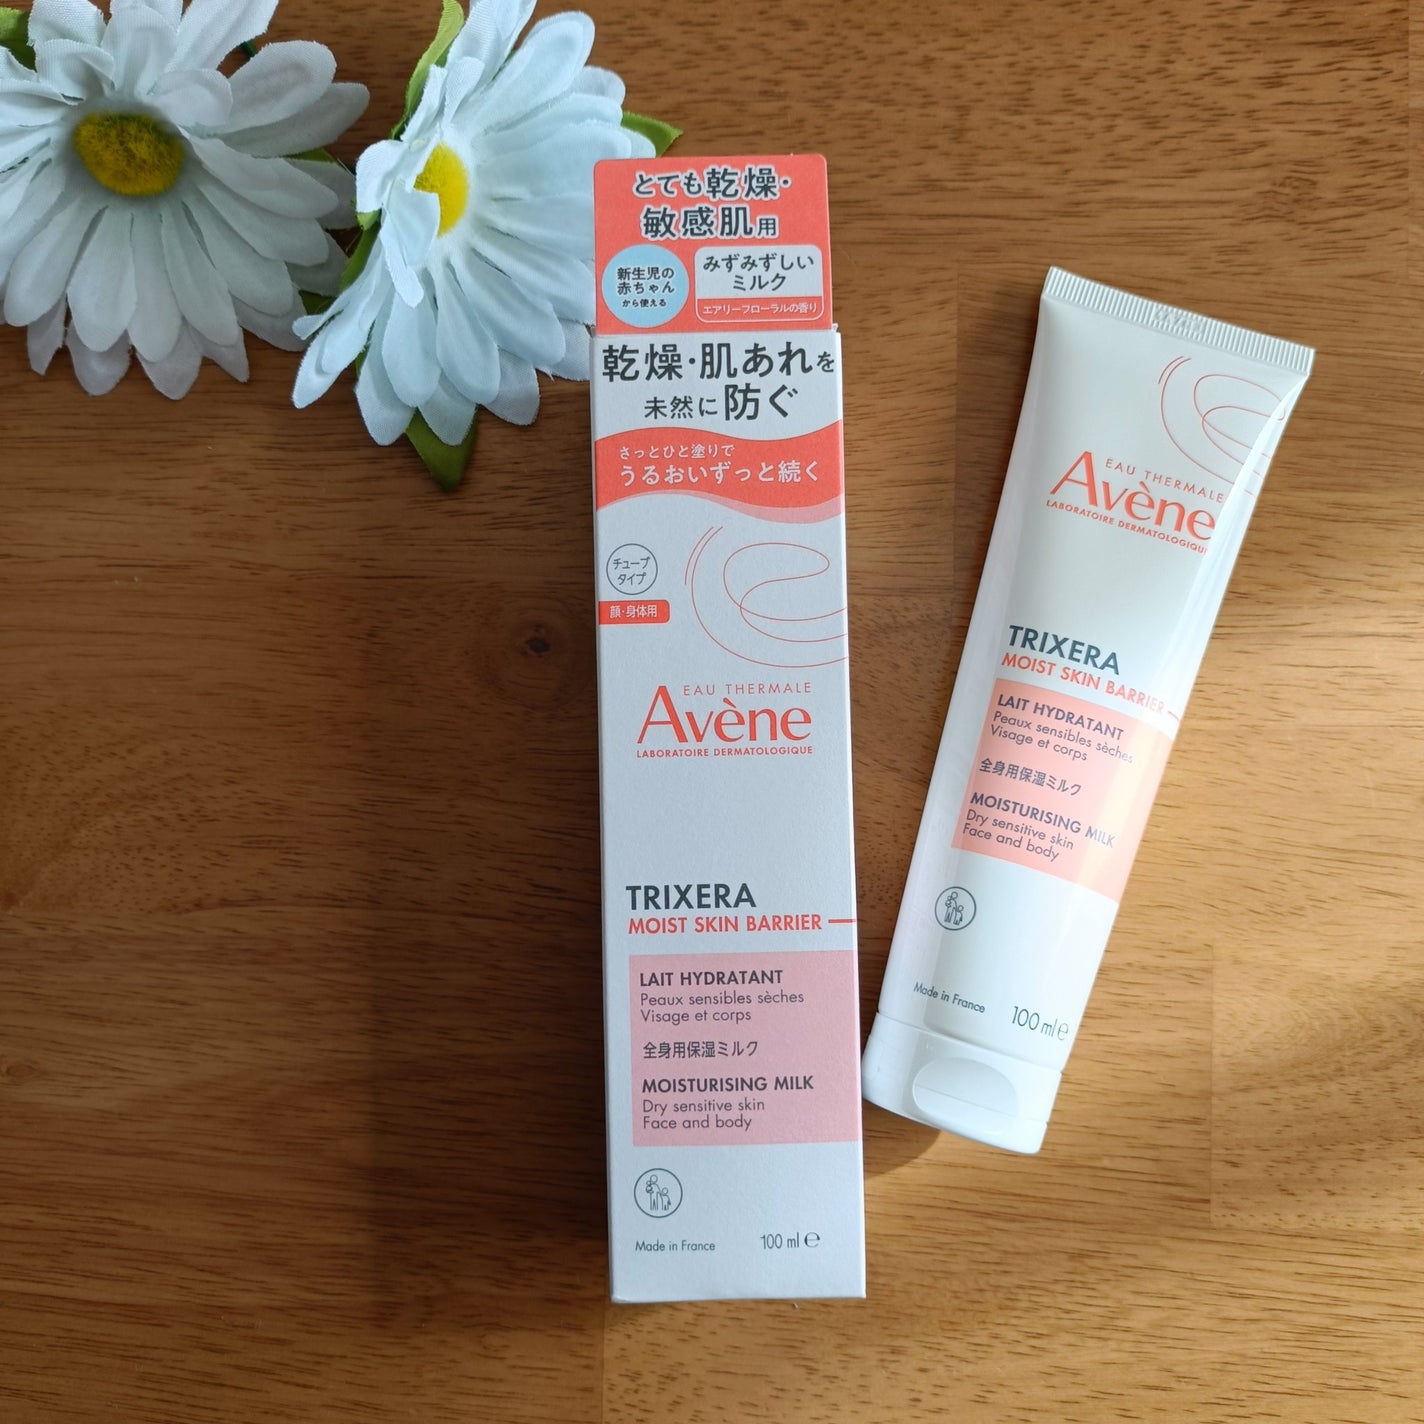 とても乾燥・
敏感肌用
新生児の
赤ちゃん
から使える
みずみずしい
ミルク
エアリーフローラルの香り
乾燥・肌あれを
未然に防ぐ
さっとひと塗りで
うるおいずっと続く
チューブ
タイプ
顔・身体用
EAU THERMALE
Avène
LABORATOIRE DERMATOLOGIQUE
TRIXERA
MOIST SKIN BARRIER
LAIT HYDRATANT
Peaux sensibles sèches
Visage et corps
全身用保湿ミルク
MOISTURISING MILK
Dry sensitive skin
Face and body
Made in France
100 ml ℮
EAU THERMALE
Avène
LABORATOIRE DERMATOLOGIQUE
TRIXERA
MOIST SKIN BARRIER
LAIT HYDRATANT
Peaux sensibles sèches
Visage et corps
全身用保湿ミルク
MOISTURISING MILK
Dry sensitive skin
Face and body
Made in France
100 ml ℮